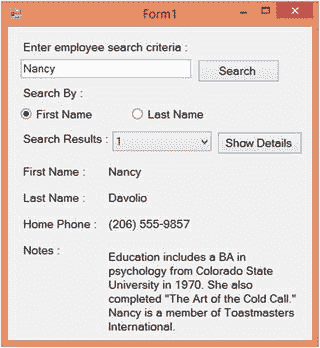 Form1
Enter employee search criteria :
Nancy
Search
Search By :
First Name
Last Name
Search Results :
1
Show Details
First Name :
Nancy
Last Name :
Davolio
Home Phone :
(206) 555-9857
Notes :
Education includes a BA in
psychology from Colorado State
University in 1970. She also
completed "The Art of the Cold Call."
Nancy is a member of Toastmasters
International.